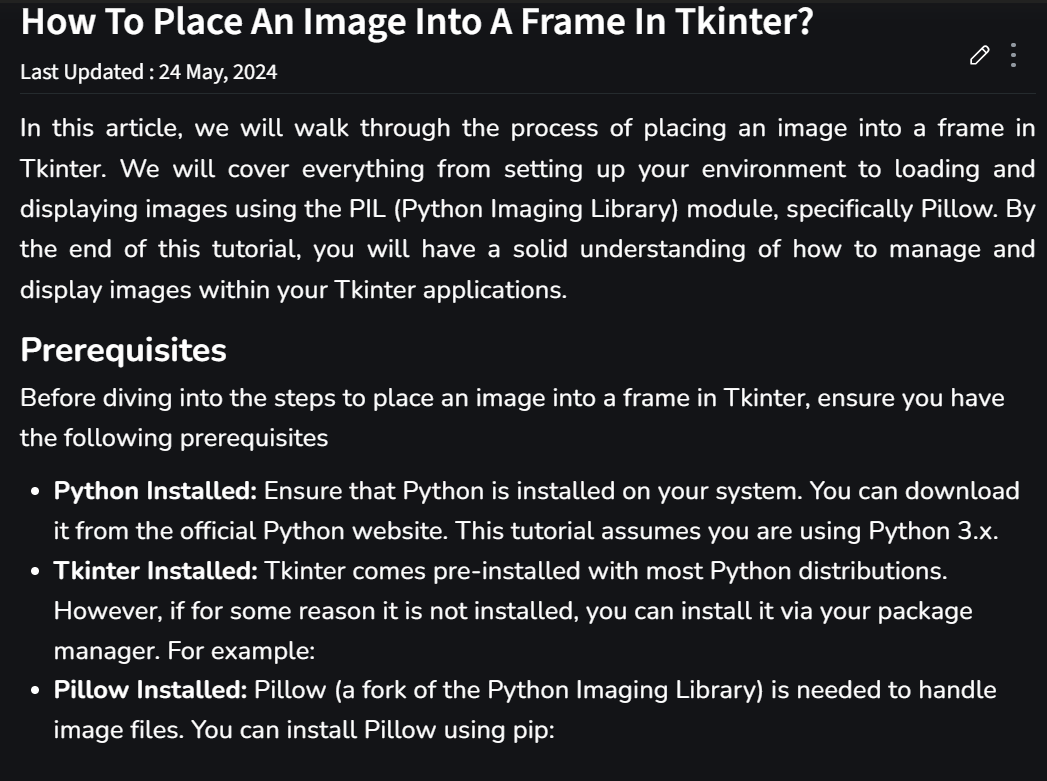 How To Place An Image Into A Frame In Tkinter?
Last Updated : 24 May, 2024
In this article, we will walk through the process of placing an image into a frame in
Tkinter. We will cover everything from setting up your environment to loading and
displaying images using the PIL (Python Imaging Library) module, specifically Pillow. By
the end of this tutorial, you will have a solid understanding of how to manage and
display images within your Tkinter applications.
Prerequisites
Before diving into the steps to place an image into a frame in Tkinter, ensure you have
the following prerequisites
• Python Installed: Ensure that Python is installed on your system. You can download
it from the official Python website. This tutorial assumes you are using Python 3.x.
• Tkinter Installed: Tkinter comes pre-installed with most Python distributions.
However, if for some reason it is not installed, you can install it via your package
manager. For example:
• Pillow Installed: Pillow (a fork of the Python Imaging Library) is needed to handle
image files. You can install Pillow using pip: